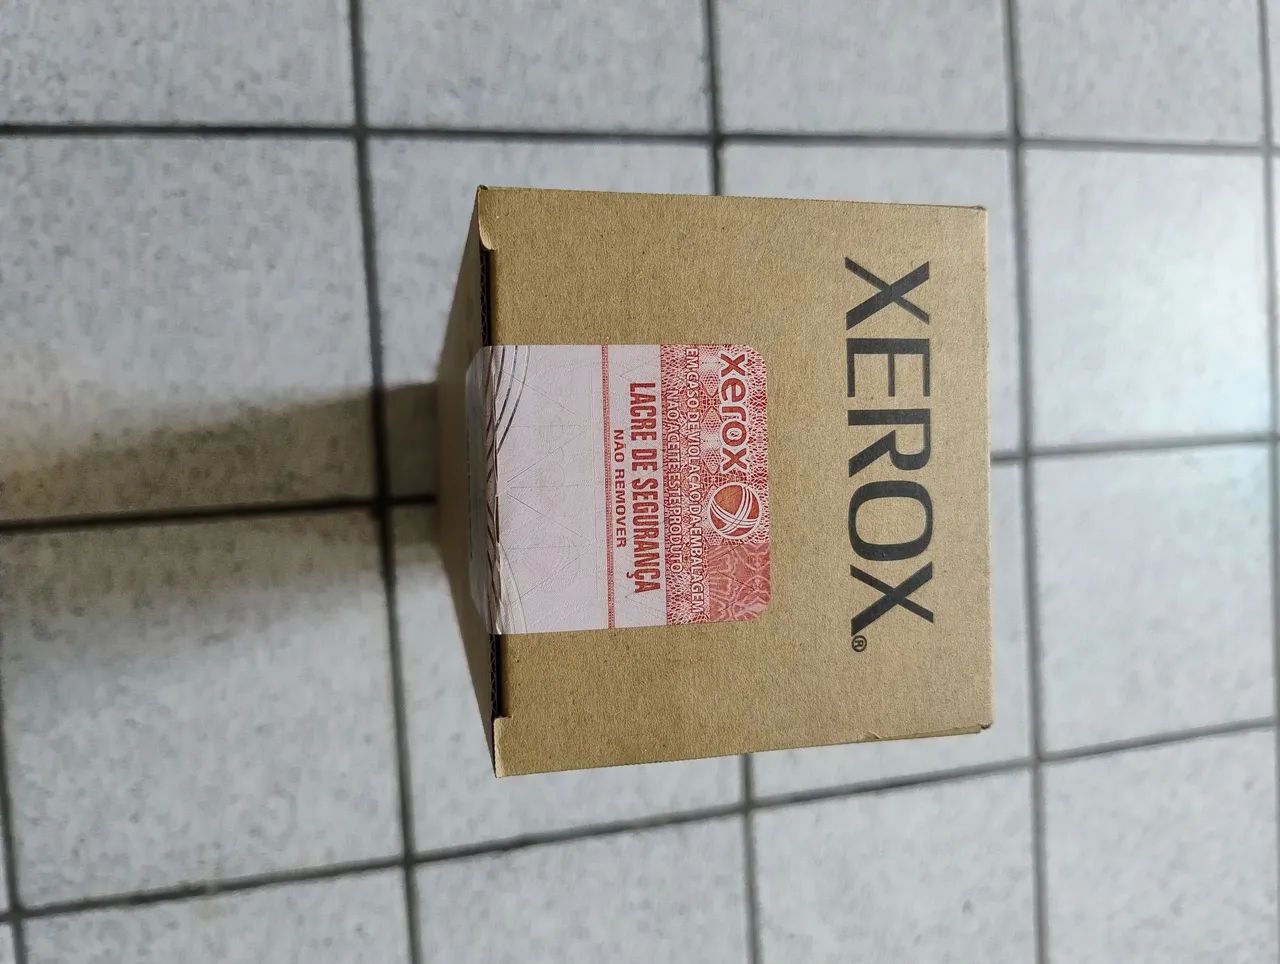 XEROX®
xerox
EM CASO DE VIOLAÇÃO DA EMBALAGEM
NÃO ACEITE ESTE PRODUTO
LACRE DE SEGURANÇA
NÃO REMOVER